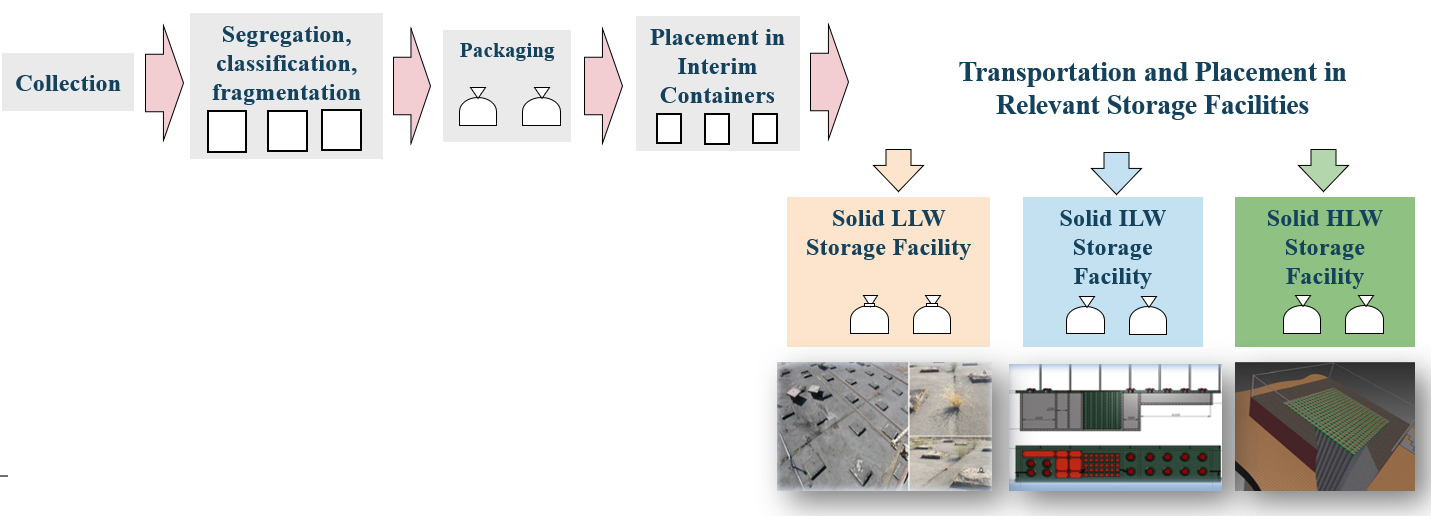 Collection
Segregation,
classification,
fragmentation
Packaging
Placement in
Interim
Containers
Transportation and Placement in
Relevant Storage Facilities
Solid LLW
Storage Facility
Solid ILW
Storage
Facility
Solid HLW
Storage
Facility